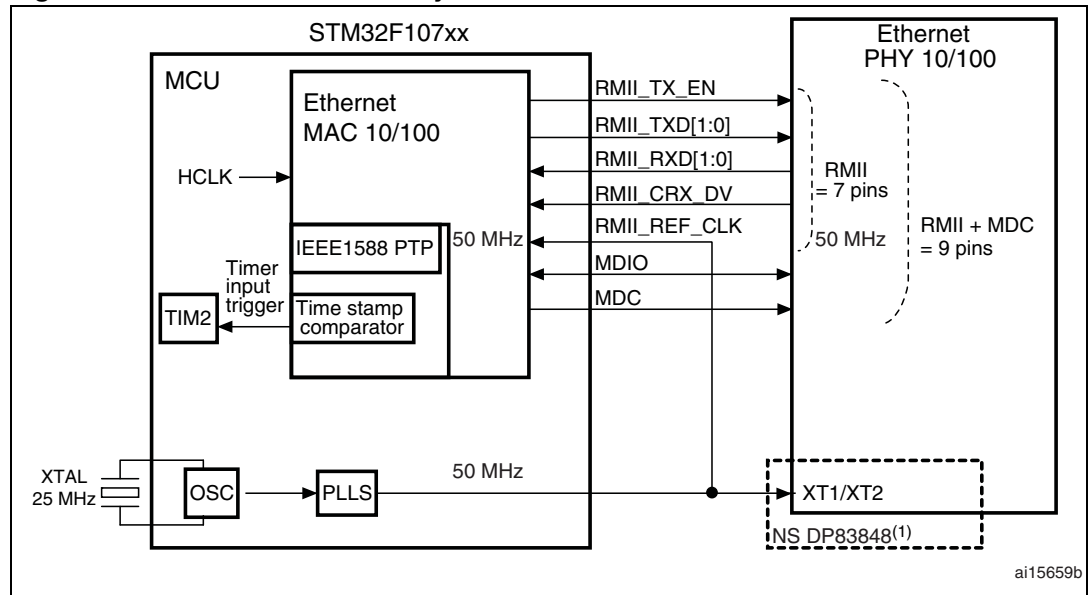 STM32F107xx
MCU
Ethernet
MAC 10/100
HCLK
IEEE1588 PTP
50 MHz
Timer
input
trigger
TIM2
Time stamp
comparator
XTAL
25 MHz
OSC
PLLS
50 MHz
RMII_TX_EN
RMII_TXD[1:0]
RMII_RXD[1:0]
RMII_CRX_DV
RMII_REF_CLK
MDIO
MDC
Ethernet
PHY 10/100
RMII
= 7 pins
50 MHz
RMII + MDC
= 9 pins
XT1/XT2
NS DP83848(1)
ai15659b